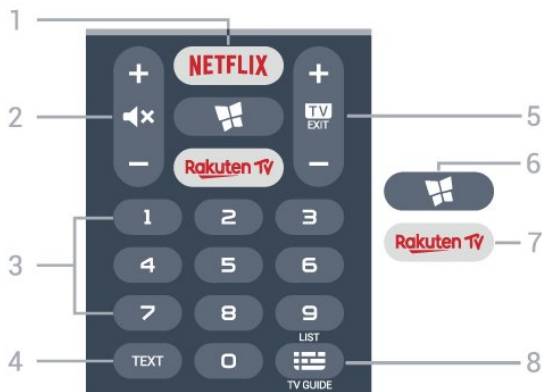 1
+ NETFLIX +
2 TV EXIT 5
6
- Rakuten TV -
1 2 3
Rakuten TV 7
3 4 5 6
7 8 9
LIST
4 TEXT 0 8
TV GUIDE